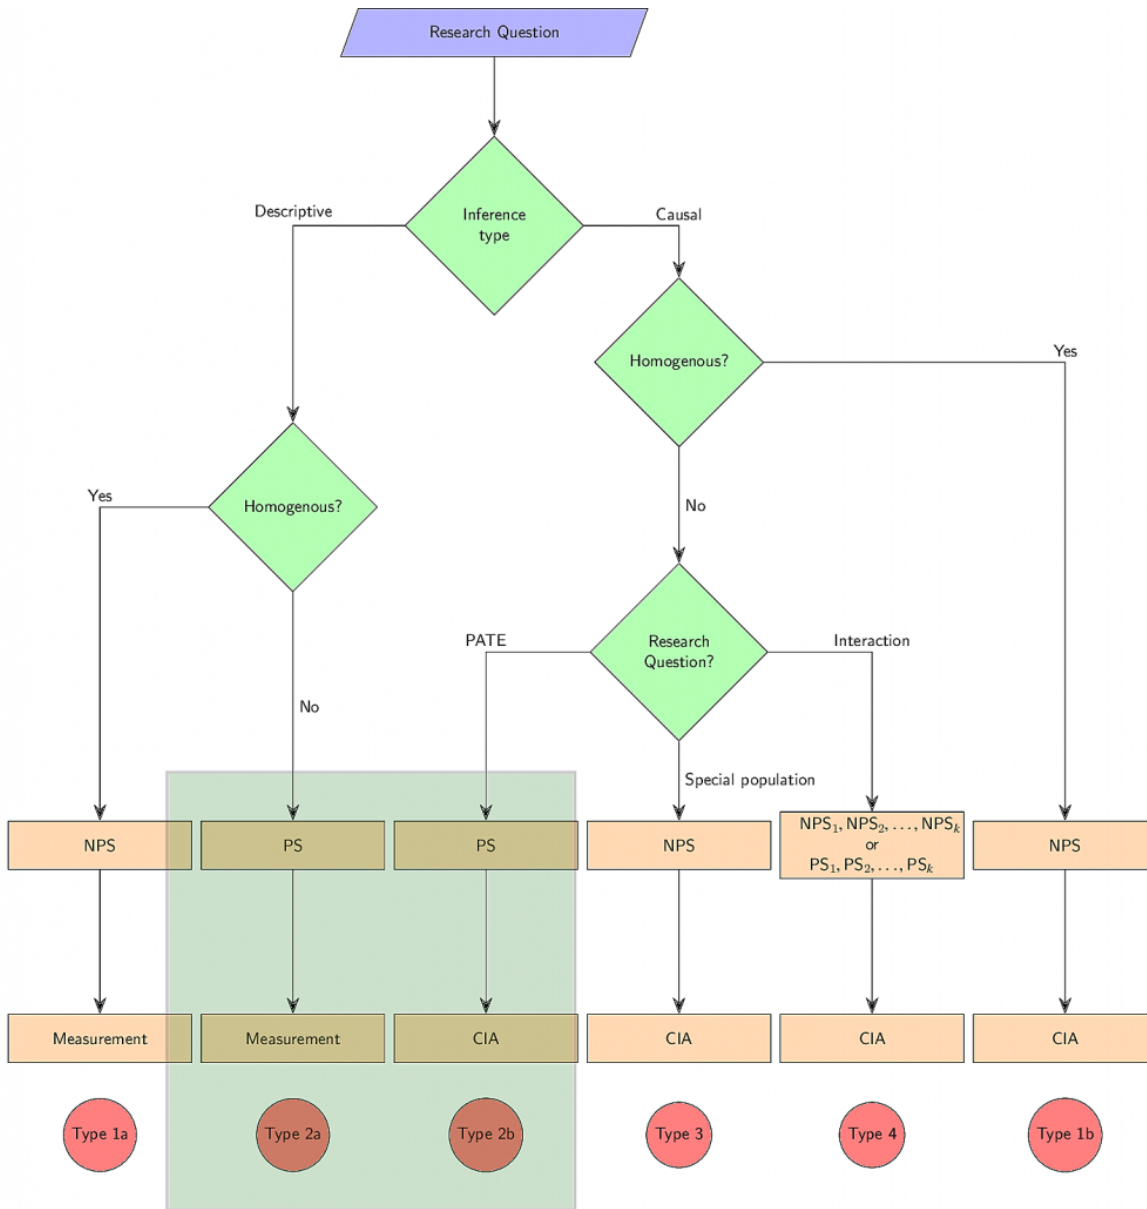 Research Question
Inference
type
Descriptive
Causal
Homogenous?
Yes
Homogenous?
Yes
No
Research
Question?
PATE
Interaction
No
Special population
NPS
PS
PS
NPS
NPS₁, NPS₂, . . . , NPSₖ
or
PS₁, PS₂, . . . , PSₖ
NPS
Measurement
Measurement
CIA
CIA
CIA
CIA
Type 1a
Type 2a
Type 2b
Type 3
Type 4
Type 1b